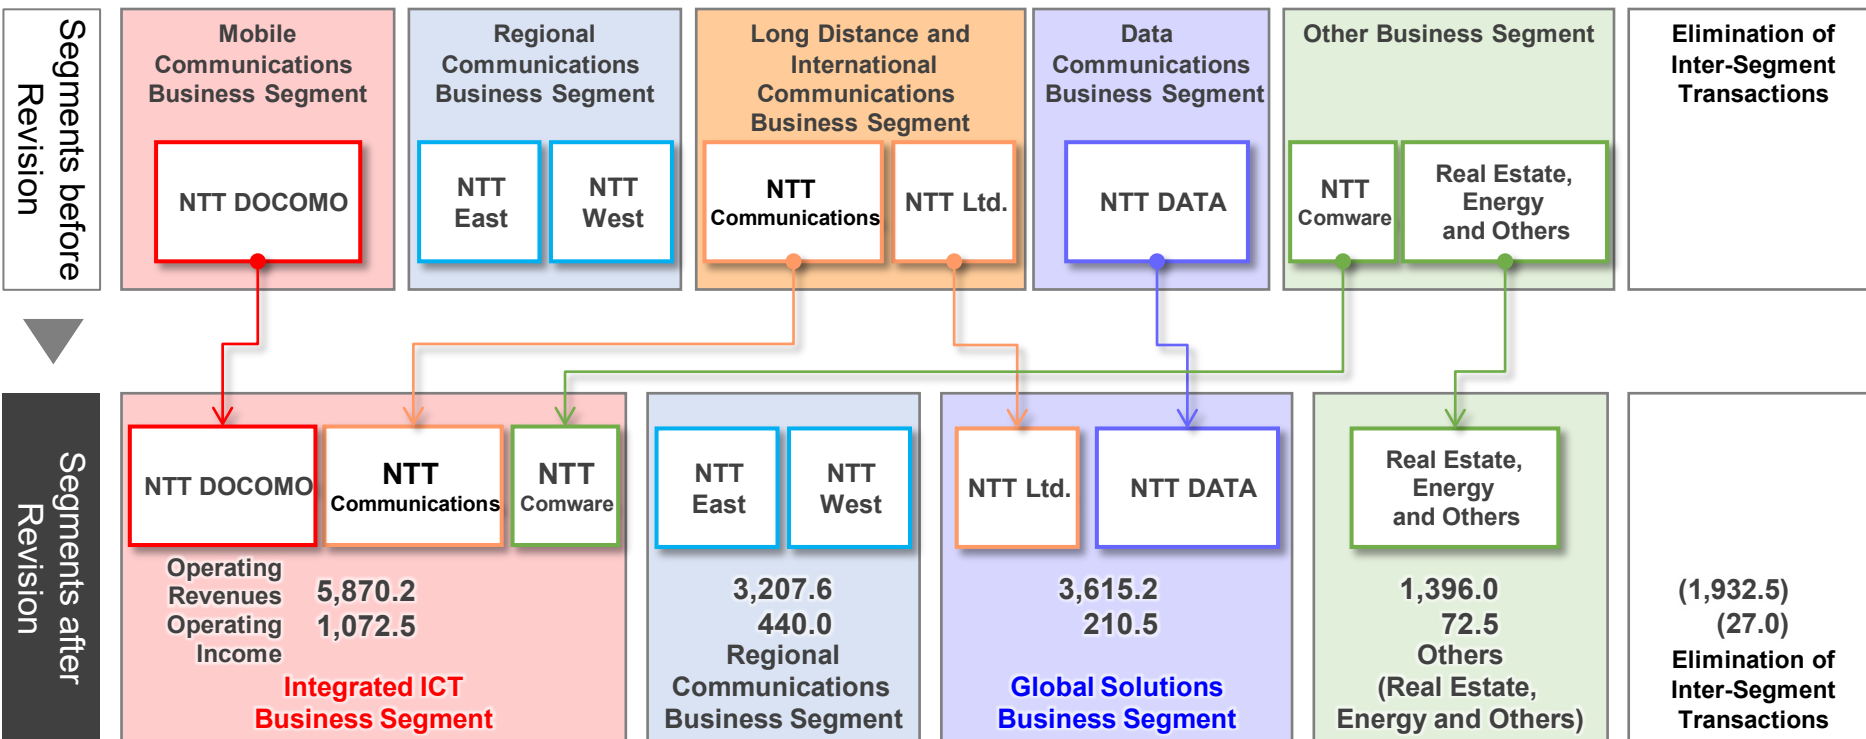 Segments before
Revision
Mobile
Communications
Business Segment
NTT DOCOMO
Regional
Communications
Business Segment
NTT
East
NTT
West
Long Distance and
International
Communications
Business Segment
NTT
Communications
NTT Ltd.
Data
Communications
Business Segment
NTT DATA
Other Business Segment
NTT
Comware
Real Estate,
Energy
and Others
Elimination of
Inter-Segment
Transactions
Segments after
Revision
NTT DOCOMO
NTT
Communications
NTT
Comware
Operating
Revenues 5,870.2
Operating
Income 1,072.5
Integrated ICT
Business Segment
NTT
East
NTT
West
3,207.6
440.0
Regional
Communications
Business Segment
NTT Ltd.
NTT DATA
3,615.2
210.5
Global Solutions
Business Segment
Real Estate,
Energy
and Others
1,396.0
72.5
Others
(Real Estate,
Energy and Others)
(1,932.5)
(27.0)
Elimination of
Inter-Segment
Transactions